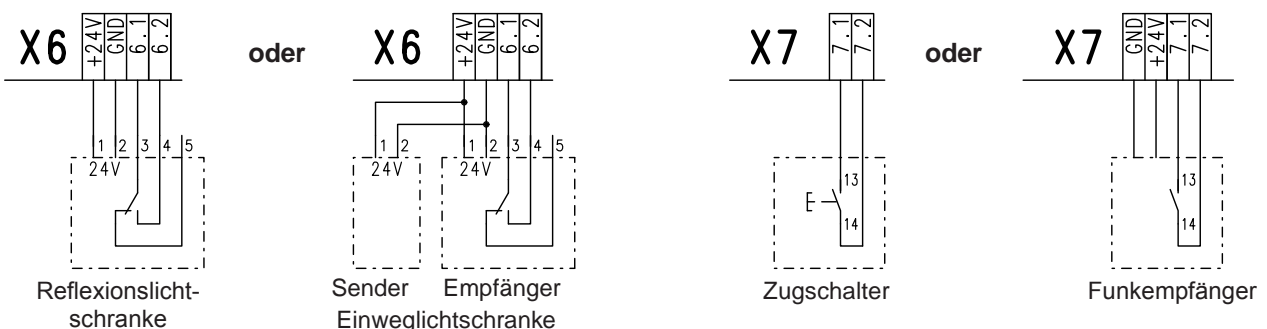 X6 +24V GND 6.1 6.2
oder
X6 +24V GND 6.1 6.2
X7 7.1 7.2
oder
X7 GND +24V 7.1 7.2
1 2 3 4 5
24V
1 2
24V
1 2 3 4 5
24V
13
14
13
14
Reflexionslicht-
schranke
Sender
Empfänger
Einweglichtschranke
Zugschalter
Funkempfänger